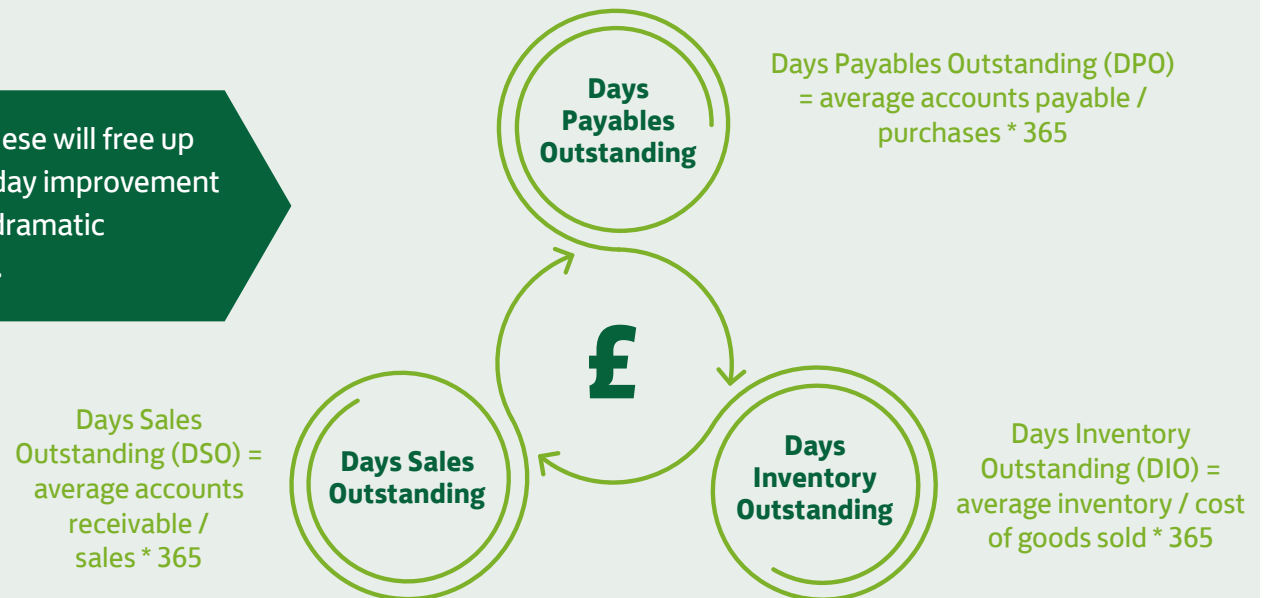 ese will free up
day improvement
dramatic
.
Days
Payables
Outstanding
Days Payables Outstanding (DPO)
= average accounts payable /
purchases * 365
£
Days Sales
Outstanding (DSO) =
average accounts
receivable /
sales * 365
Days Sales
Outstanding
Days
Inventory
Outstanding
Days Inventory
Outstanding (DIO) =
average inventory / cost
of goods sold * 365